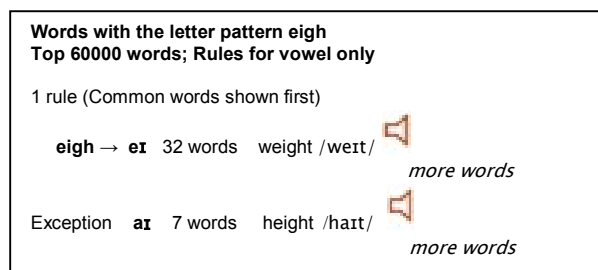 Words with the letter pattern eigh
Top 60000 words; Rules for vowel only
1 rule (Common words shown first)
eigh → eɪ 32 words weight /weɪt/
more words
Exception aɪ 7 words height /haɪt/
more words